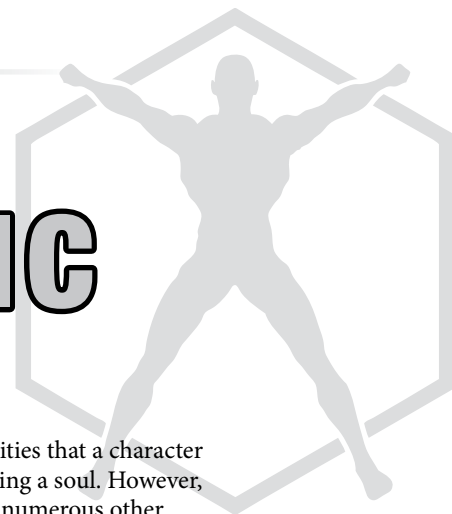 IC
ities that a character
ing a soul. However,
numerous other